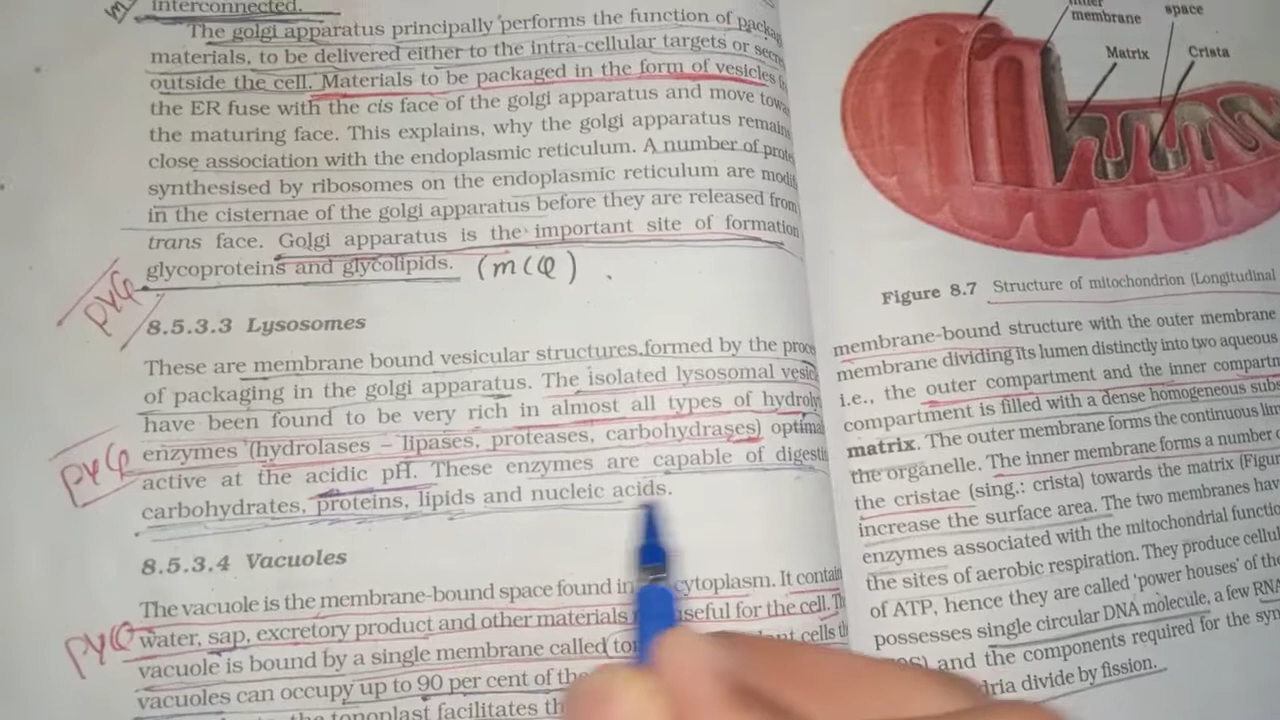 interconnected.
The golgi apparatus principally performs the function of packag
materials, to be delivered either to the intra-cellular targets or secre
outside the cell. Materials to be packaged in the form of vesicles f
the ER fuse with the cis face of the golgi apparatus and move towa
the maturing face. This explains, why the golgi apparatus remains
close association with the endoplasmic reticulum. A number of prote
synthesised by ribosomes on the endoplasmic reticulum are modif
in the cisternae of the golgi apparatus before they are released from
trans face. Golgi apparatus is the important site of formation
glycoproteins and glycolipids. (mCQ)
PYQ
8.5.3.3 Lysosomes
These are membrane bound vesicular structures formed by the proce
of packaging in the golgi apparatus. The isolated lysosomal vesic
have been found to be very rich in almost all types of hydroly
enzymes (hydrolases – lipases, proteases, carbohydrases) optimal
active at the acidic pH. These enzymes are capable of digesti
carbohydrates, proteins, lipids and nucleic acids.
PYQ
8.5.3.4 Vacuoles
The vacuole is the membrane-bound space found in cytoplasm. It contain
water, sap, excretory product and other materials useful for the cell. Th
vacuole is bound by a single membrane called cells th
vacuoles can occupy up to 90 per cent of the
the tonoplast facilitates th
PYQ
membrane
space
Matrix
Crista
Figure 8.7 Structure of mitochondrion (Longitudinal
membrane-bound structure with the outer membrane
membrane dividing its lumen distinctly into two aqueous
i.e., the outer compartment and the inner compartm
compartment is filled with a dense homogeneous subs
matrix. The outer membrane forms the continuous lim
the organelle. The inner membrane forms a number o
the cristae (sing.: crista) towards the matrix (Figur
increase the surface area. The two membranes hav
enzymes associated with the mitochondrial functio
the sites of aerobic respiration. They produce cellul
of ATP, hence they are called 'power houses' of the
possesses single circular DNA molecule, a few RNA
and the components required for the syn
dria divide by fission.